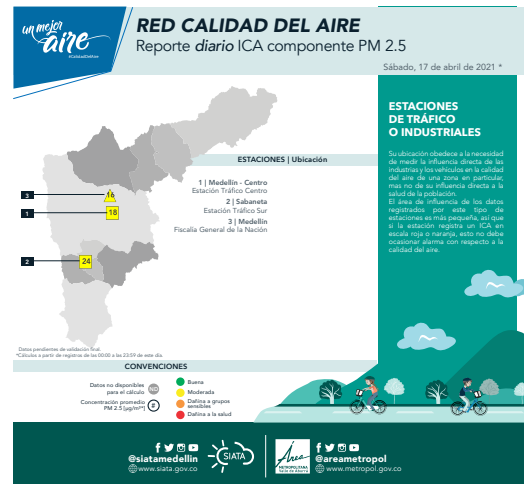 un mejor
aire
#CalidadDelAire
RED CALIDAD DEL AIRE
Reporte diario ICA componente PM 2.5
Sábado, 17 de abril de 2021 *
ESTACIONES
DE TRÁFICO
O INDUSTRIALES
Su ubicación obedece a la necesidad
de medir la influencia directa de las
industrias y los vehículos en la calidad
del aire de una zona en particular,
mas no de su influencia directa a la
salud de la población.
El área de influencia de los datos
registrados por este tipo de
estaciones es más pequeña, así que
si la estación registra un ICA en
escala roja o naranja, esto no debe
ocasionar alarma con respecto a la
calidad del aire.
ESTACIONES | Ubicación
1 | Medellín - Centro
Estación Tráfico Centro
2 | Sabaneta
Estación Tráfico Sur
3 | Medellín
Fiscalía General de la Nación
3
16
1
18
2
24
Datos pendientes de validación final.
*Cálculos a partir de registros de las 00:00 a las 23:59 de este día.
CONVENCIONES
Datos no disponibles
para el cálculo
ND
Concentración promedio
PM 2.5 [µg/m³*]
#
Buena
Moderada
Dañina a grupos
sensibles
Dañina a la salud
@siatamedellin
www.siata.gov.co
SIATA
Área
METROPOLITANA
Valle de Aburrá
@areametropol
www.metropol.gov.co